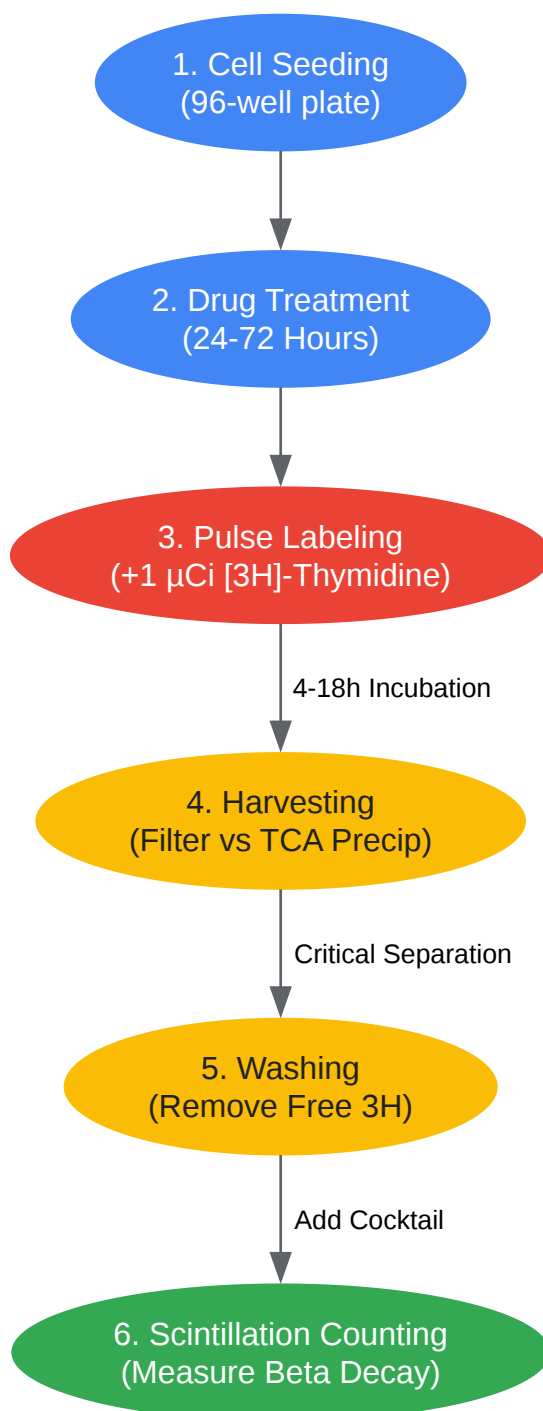 1. Cell Seeding
(96-well plate)
2. Drug Treatment
(24-72 Hours)
3. Pulse Labeling
(+1 µCi [3H]-Thymidine)
4-18h Incubation
4. Harvesting
(Filter vs TCA Precip)
Critical Separation
5. Washing
(Remove Free 3H)
Add Cocktail
6. Scintillation Counting
(Measure Beta Decay)